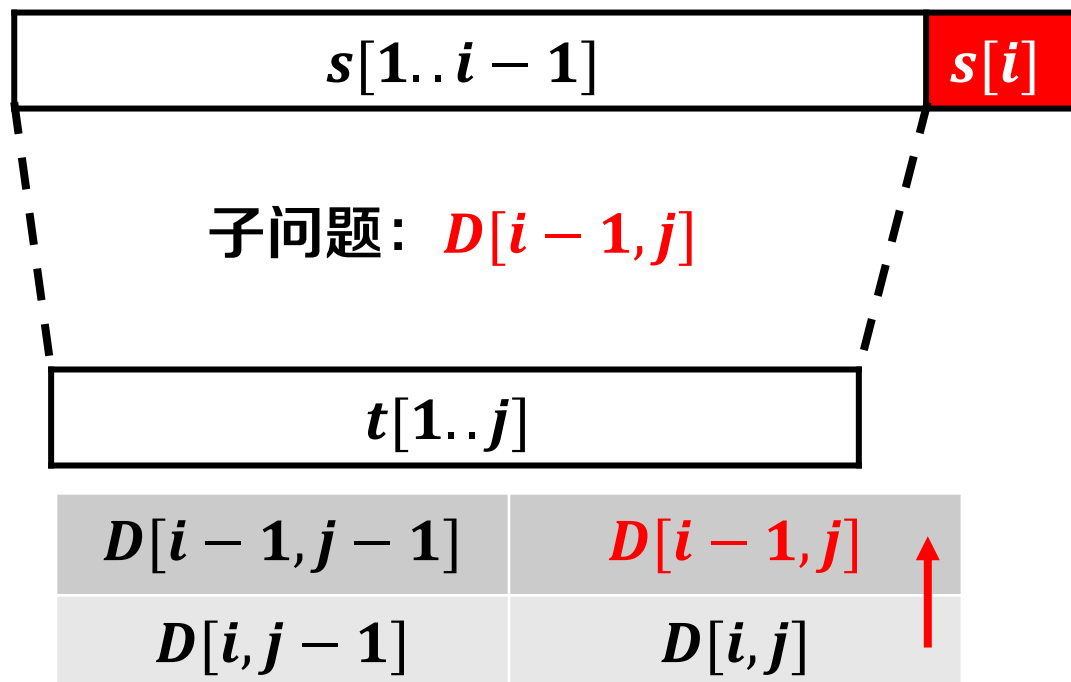 s[1..i − 1] s[i]
子问题：D[i − 1, j]
t[1..j]
D[i − 1, j − 1] D[i − 1, j]
D[i, j − 1] D[i, j]